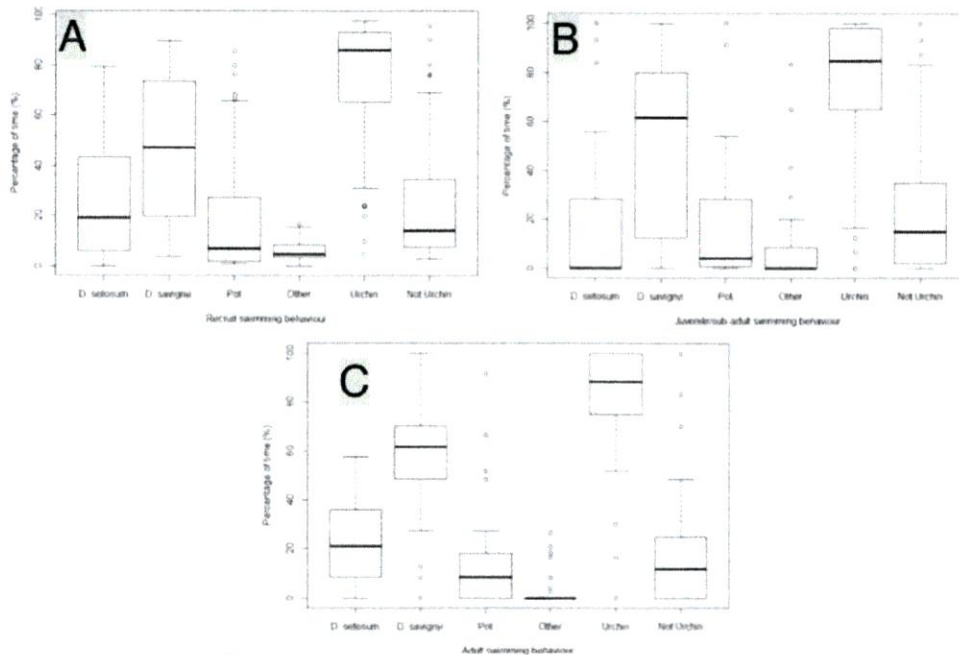 A
Percentage of time (%)
100
80
60
40
20
0
D. setosum
D. savignyi
Pot
Other
Urchin
Not Urchin
Recruit swimming behaviour
B
Percentage of time (%)
100
80
60
40
20
0
D. setosum
D. savignyi
Pot
Other
Urchin
Not Urchin
Juvenile/sub-adult swimming behaviour
C
Percentage of time (%)
100
80
60
40
20
0
D. setosum
D. savignyi
Pot
Other
Urchin
Not Urchin
Adult swimming behaviour